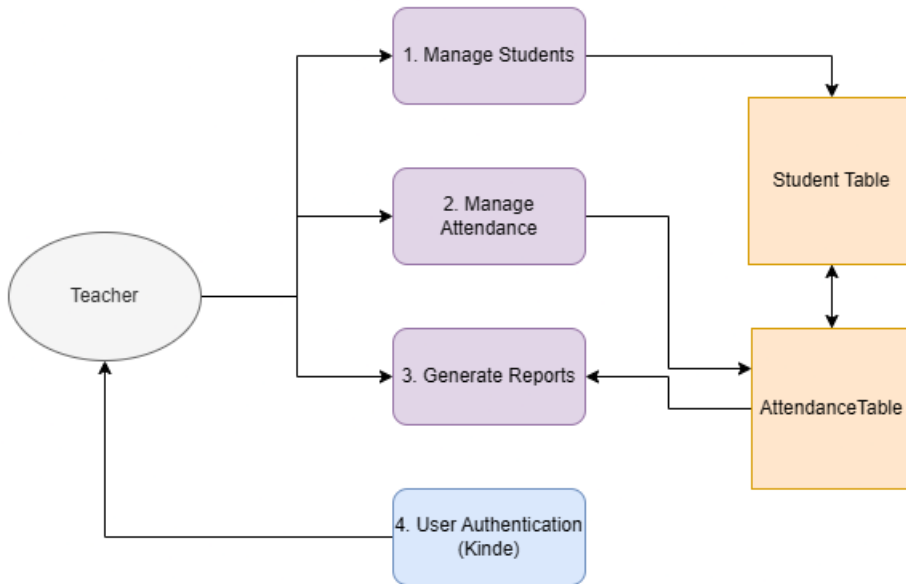 1. Manage Students
Student Table
2. Manage
Attendance
Teacher
3. Generate Reports
AttendanceTable
4. User Authentication
(Kinde)